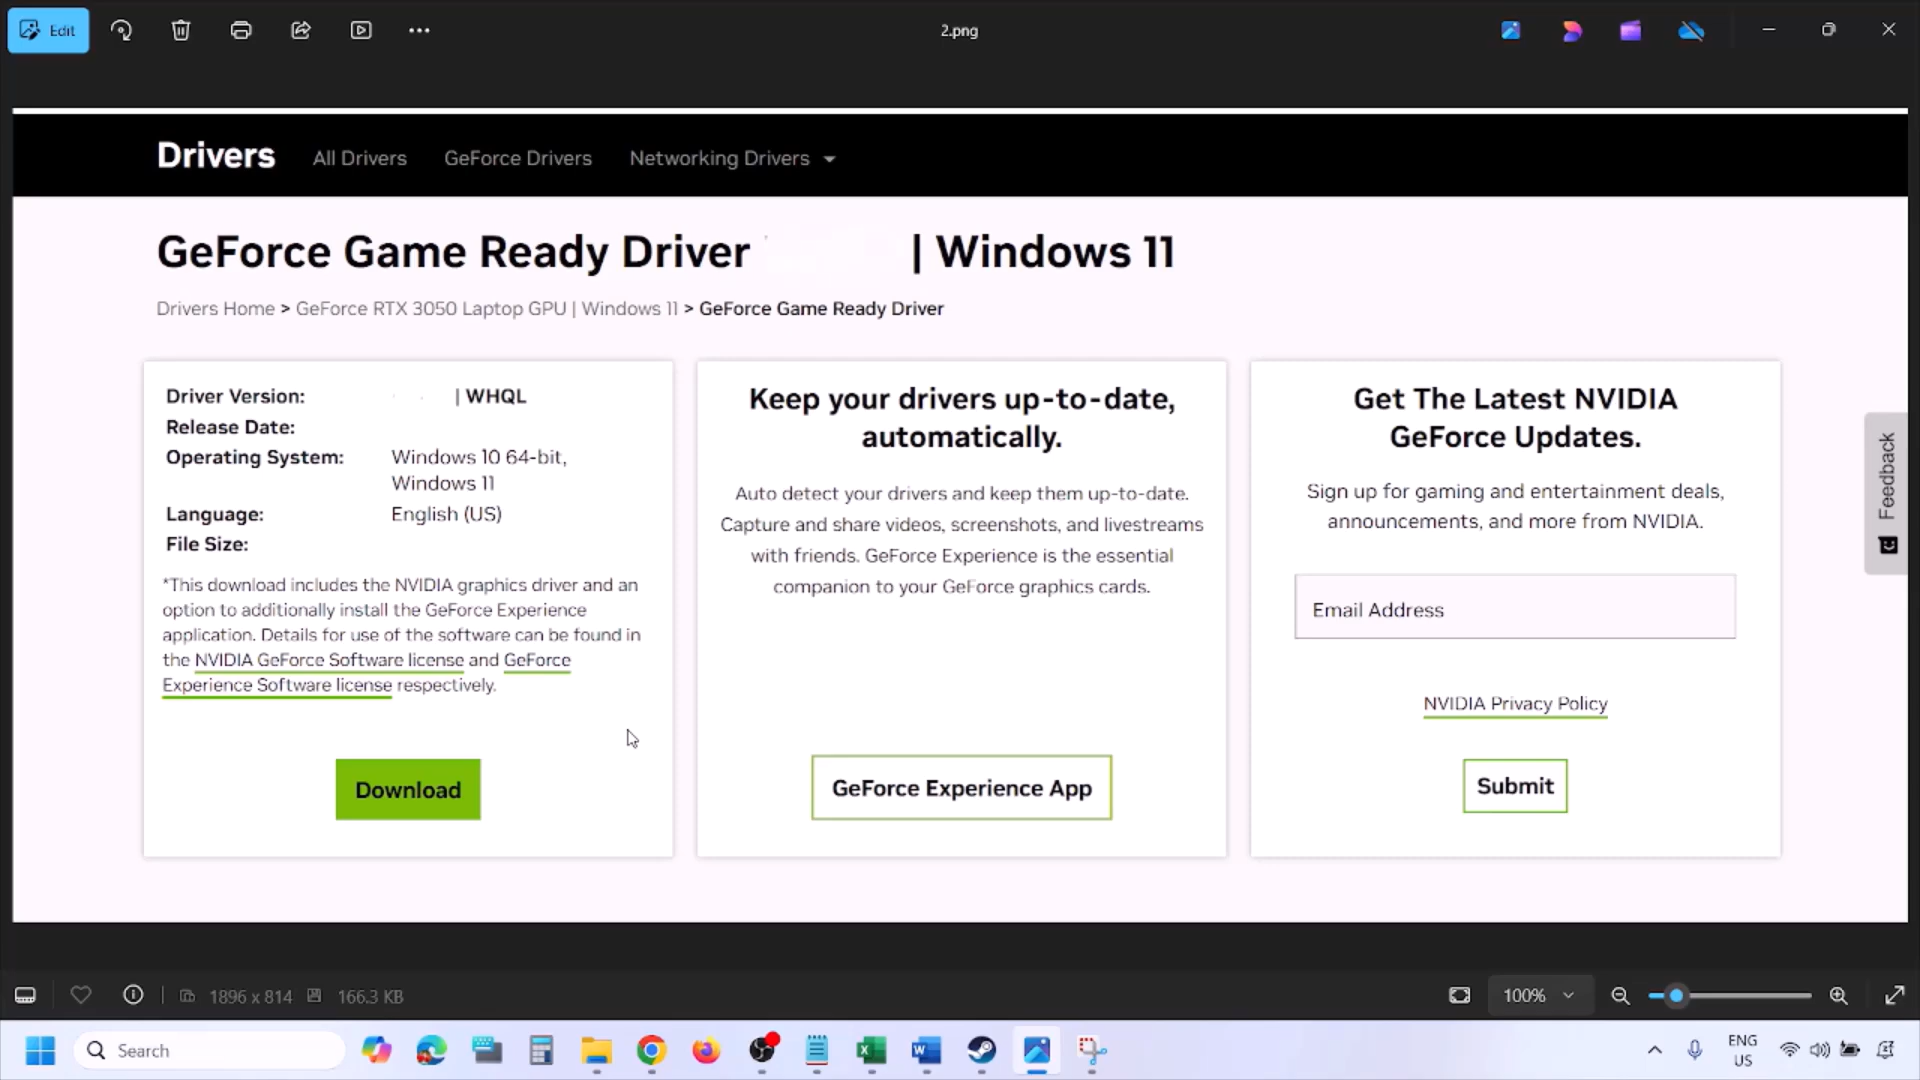 Edit
2.png
Drivers All Drivers GeForce Drivers Networking Drivers
GeForce Game Ready Driver | Windows 11
Drivers Home > GeForce RTX 3050 Laptop GPU | Windows 11 > GeForce Game Ready Driver
Driver Version: | WHQL
Release Date:
Operating System: Windows 10 64-bit,
Windows 11
Language: English (US)
File Size:
*This download includes the NVIDIA graphics driver and an
option to additionally install the GeForce Experience
application. Details for use of the software can be found in
the NVIDIA GeForce Software license and GeForce
Experience Software license respectively.
Download
Keep your drivers up-to-date,
automatically.
Auto detect your drivers and keep them up-to-date.
Capture and share videos, screenshots, and livestreams
with friends. GeForce Experience is the essential
companion to your GeForce graphics cards.
GeForce Experience App
Get The Latest NVIDIA
GeForce Updates.
Sign up for gaming and entertainment deals,
announcements, and more from NVIDIA.
Email Address
NVIDIA Privacy Policy
Submit
Feedback
1896 x 814 166.3 KB
100%
Search
ENG
US